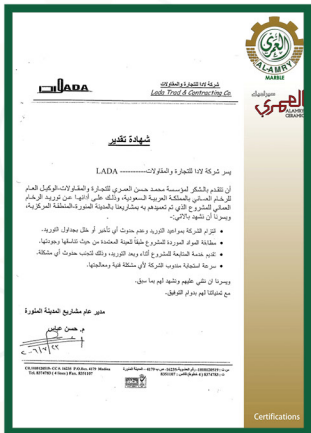 العمري
AL-AMRY
MARBLE
سيراميك
العمري
ALAMRY
CERAMIC
LADA
شركة لادا للتجارة والمقاولات
Lada Trad & Contracting Co.
شهادة تقدير
يسر شركة لادا للتجارة والمقاولات---------- LADA
أن تتقدم بالشكر لمؤسسة محمد حسن العمري للتجارة والمقاولات-الوكيل العام
للرخام العماني بالمملكة العربية السعودية، وذلك على أدائها عن توريد الرخام
العماني للمشروع الذي تم تعميدهم به بمشاريعنا بالمدينة المنورة-المنطقة المركزية،
ويسرنا أن نشهد بالآتي:-
• التزام الشركة بمواعيد التوريد وعدم حدوث أي تأخير أو خلل بجداول التوريد.
• مطابقة المواد الموردة للمشروع طبقاً للعينة المعتمدة من حيث تناسقها وجودتها.
• تقديم خدمة المتابعة للمشروع أثناء وبعد التوريد، وذلك لتجنب حدوث أي مشكلة.
• سرعة استجابة مندوب الشركة لأي مشكلة فنية ومعالجتها.
ويسرنا أن نثني عليهم ونشهد لهم بما سبق.
مع تمنياتنا لهم بدوام التوفيق،
مدير عام مشاريع المدينة المنورة
م. حسن عباس
Certifications